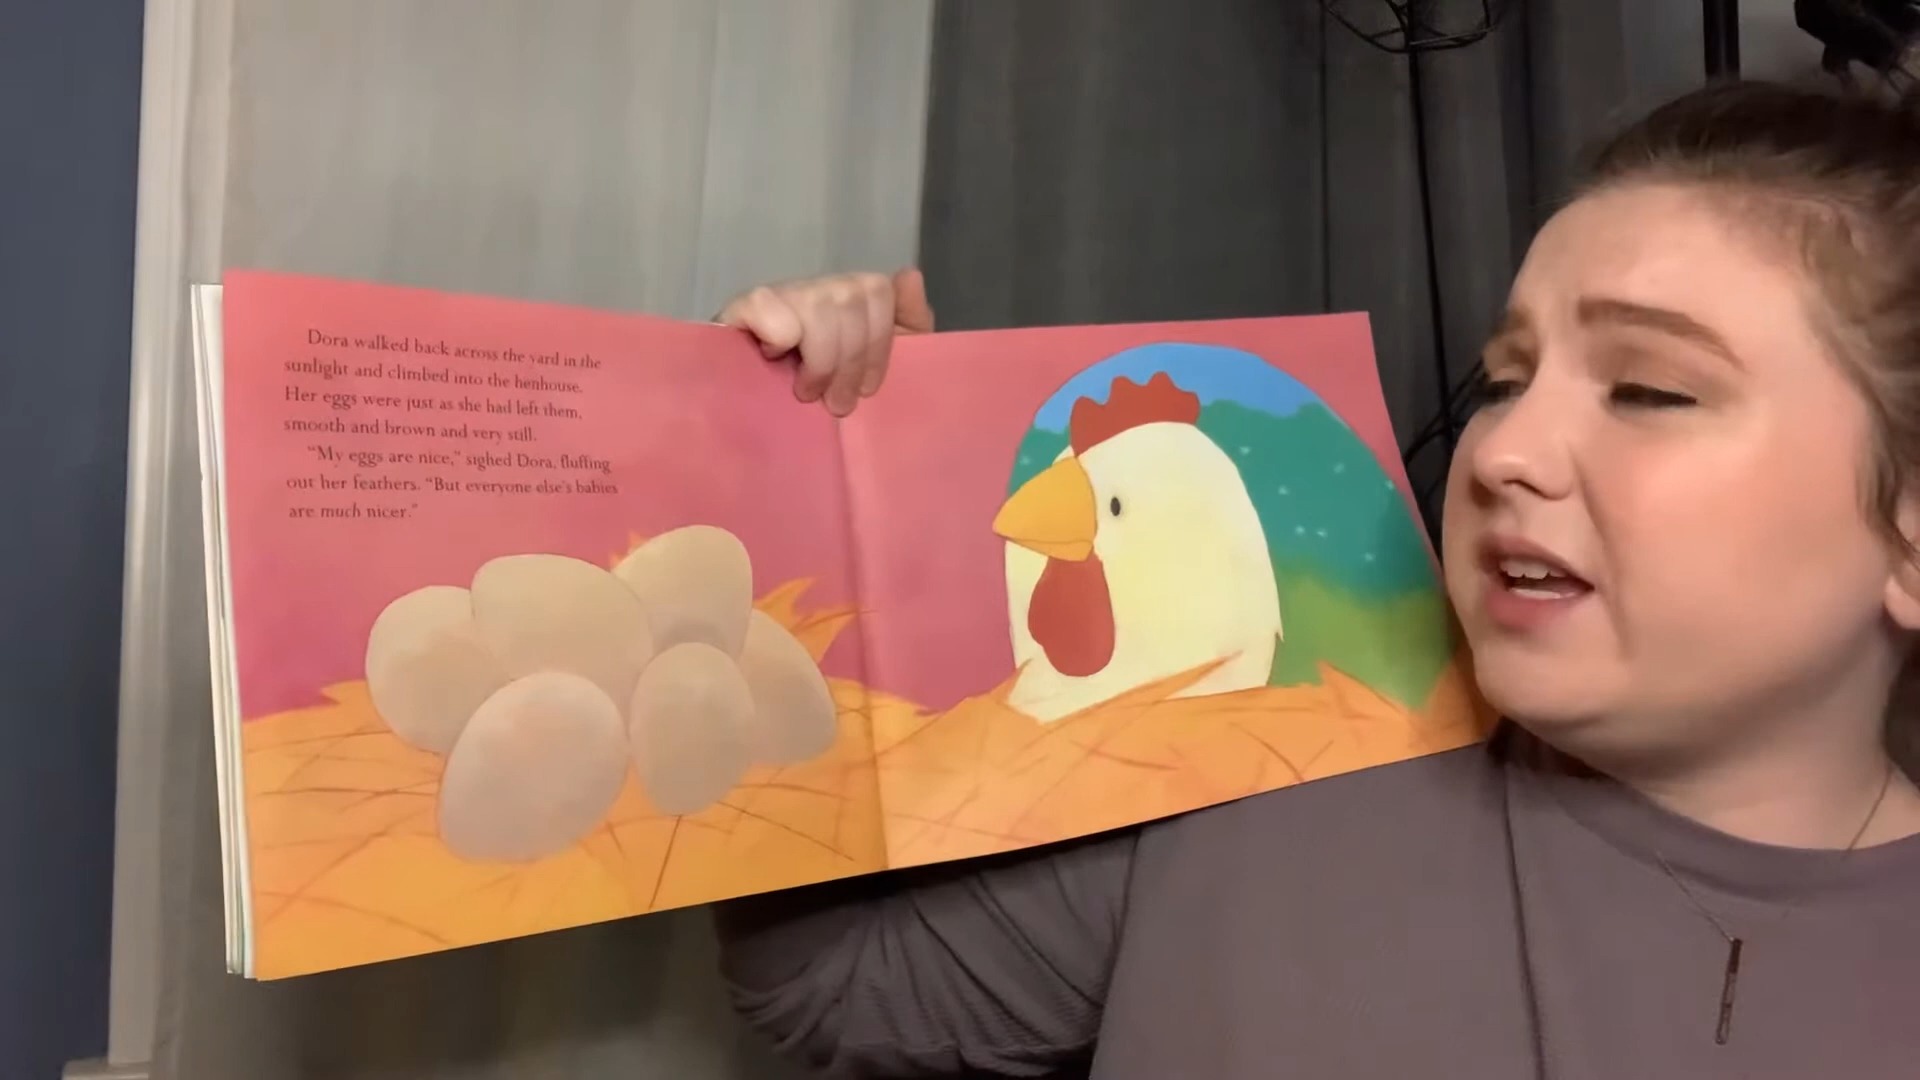 Dora walked back across the yard in the
sunlight and climbed into the henhouse.
Her eggs were just as she had left them,
smooth and brown and very still.
"My eggs are nice," sighed Dora, fluffing
out her feathers. "But everyone else's babies
are much nicer."